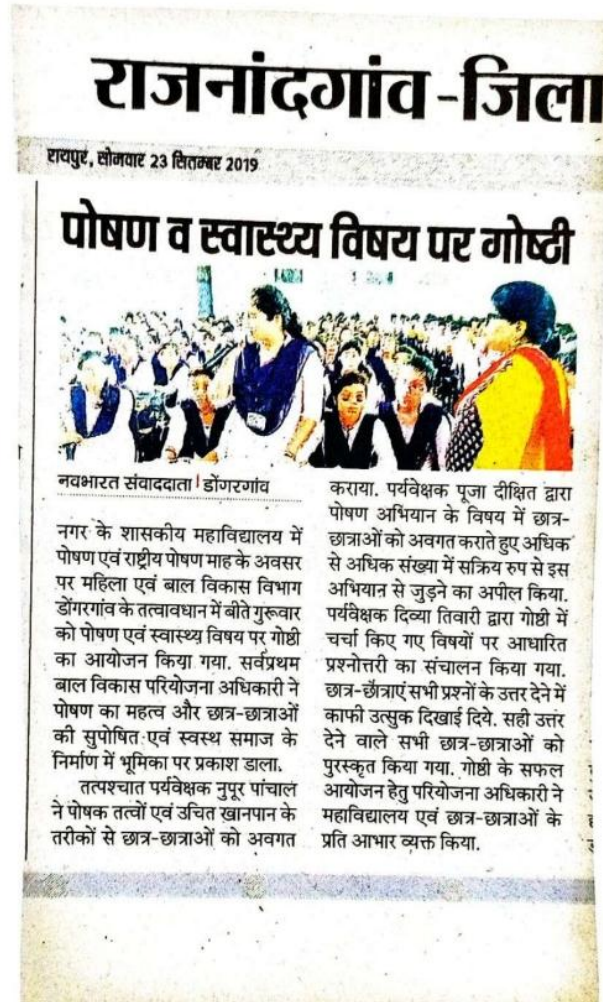 राजनांदगांव -जिला
रायपुर, सोमवार 23 सितम्बर 2019
पोषण व स्वास्थ्य विषय पर गोष्ठी
नवभारत संवाददाता। डोंगरगांव
नगर के शासकीय महाविद्यालय में
पोषण एवं राष्ट्रीय पोषण माह के अवसर
पर महिला एवं बाल विकास विभाग
डोंगरगांव के तत्वावधान में बीते गुरूवार
को पोषण एवं स्वास्थ्य विषय पर गोष्ठी
का आयोजन किया गया. सर्वप्रथम
बाल विकास परियोजना अधिकारी ने
पोषण का महत्व और छात्र-छात्राओं
की सुपोषित एवं स्वस्थ समाज के
निर्माण में भूमिका पर प्रकाश डाला.
तत्पश्चात पर्यवेक्षक नुपूर पांचाल
ने पोषक तत्वों एवं उचित खानपान के
तरीकों से छात्र-छात्राओं को अवगत
कराया. पर्यवेक्षक पूजा दीक्षित द्वारा
पोषण अभियान के विषय में छात्र-
छात्राओं को अवगत कराते हुए अधिक
से अधिक संख्या में सक्रिय रुप से इस
अभियान से जुड़ने का अपील किया.
पर्यवेक्षक दिव्या तिवारी द्वारा गोष्ठी में
चर्चा किए गए विषयों पर आधारित
प्रश्नोत्तरी का संचालन किया गया.
छात्र-छात्राएं सभी प्रश्नों के उत्तर देने में
काफी उत्सुक दिखाई दिये. सही उत्तर
देने वाले सभी छात्र-छात्राओं को
पुरस्कृत किया गया. गोष्ठी के सफल
आयोजन हेतु परियोजना अधिकारी ने
महाविद्यालय एवं छात्र-छात्राओं के
प्रति आभार व्यक्त किया.